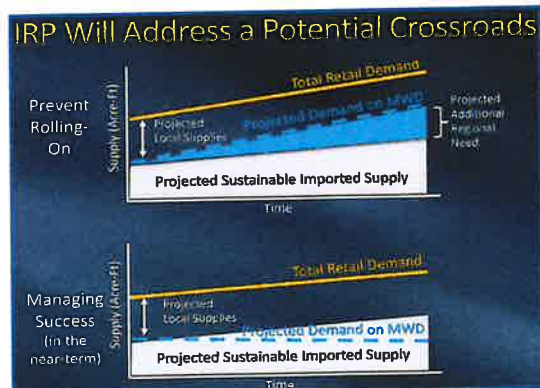 IRP Will Address a Potential Crossroads
Prevent
Rolling-
On
Supply (Acre-Ft)
Total Retail Demand
Projected
Local Supplies
Projected Demand on MWD
Projected
Additional
Regional
Need
Projected Sustainable Imported Supply
Time
Managing
Success
(in the
near-term)
Supply (Acre-Ft)
Total Retail Demand
Projected
Local Supplies
Projected Demand on MWD
Projected Sustainable Imported Supply
Time